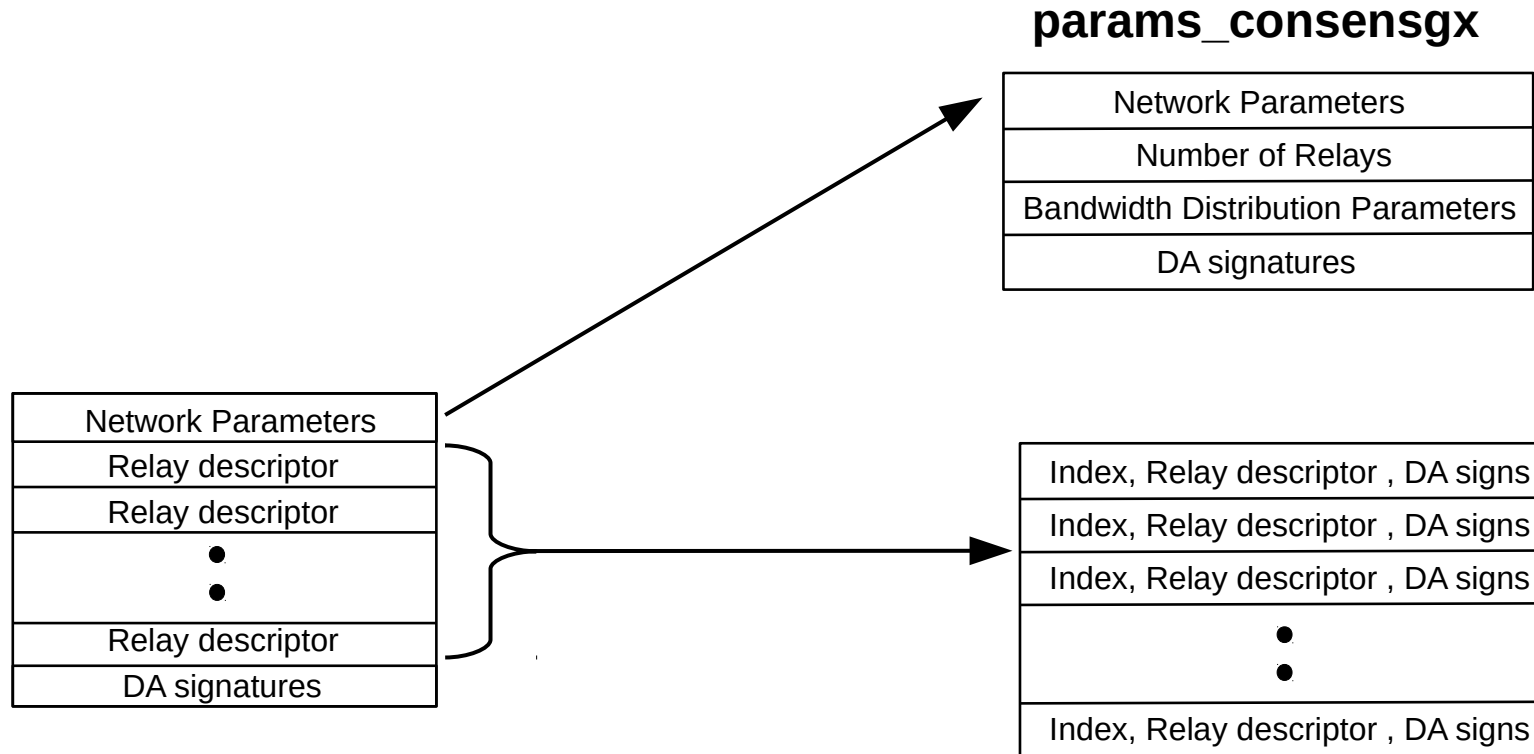 params_consensgx
Network Parameters
Number of Relays
Bandwidth Distribution Parameters
DA signatures
Network Parameters
Relay descriptor
Relay descriptor
Relay descriptor
DA signatures
Index, Relay descriptor , DA signs
Index, Relay descriptor , DA signs
Index, Relay descriptor , DA signs
Index, Relay descriptor , DA signs